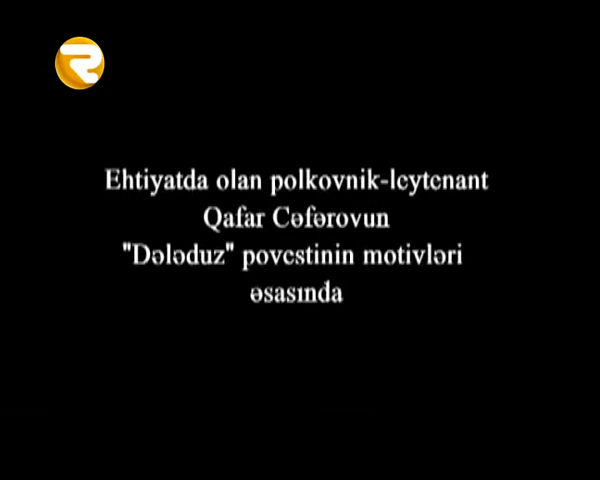 Ehtiyatda olan polkovnik-leytenant
Qafar Cəfərovun
"Dələduz" povestinin motivləri
əsasında